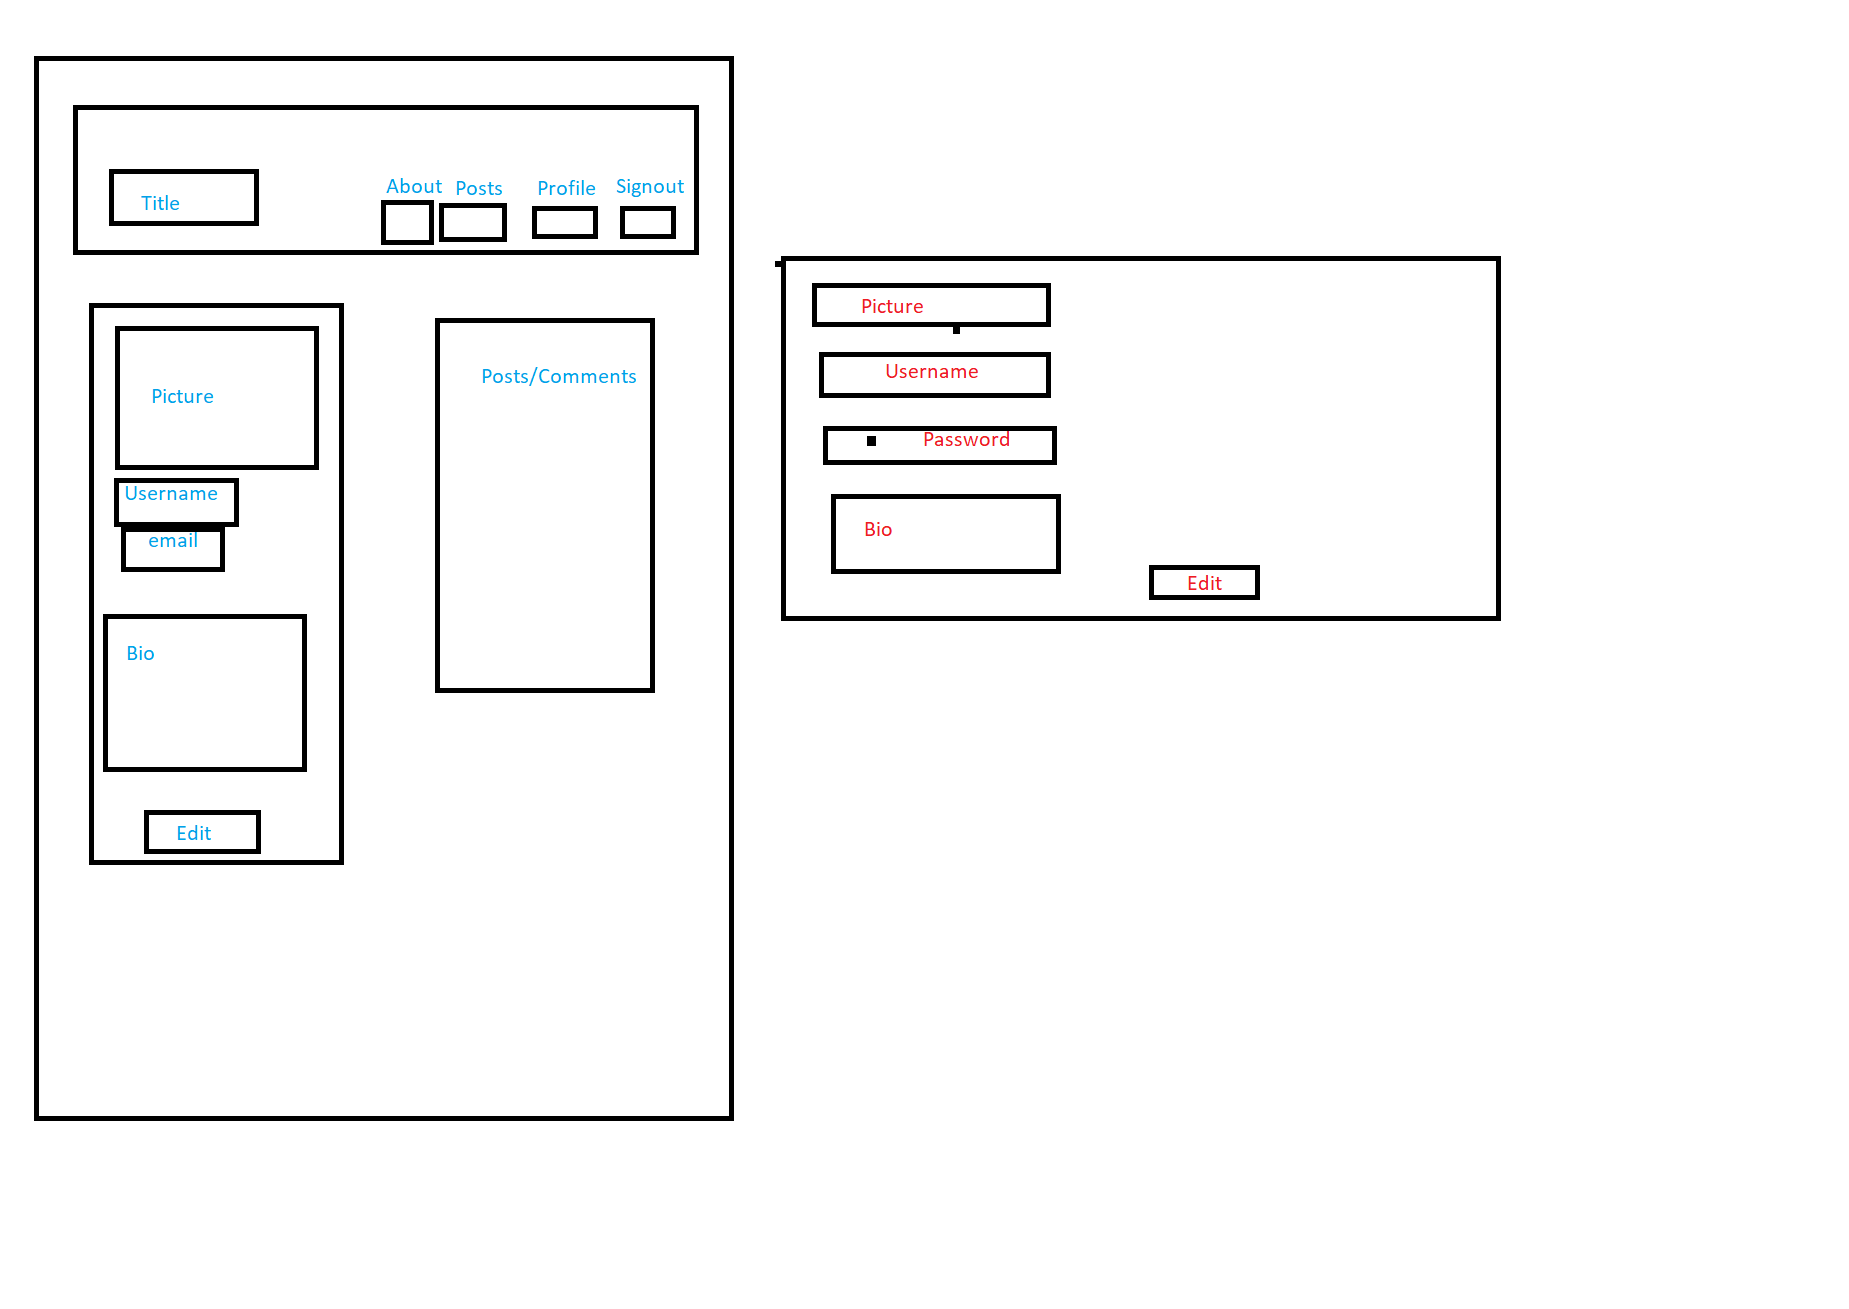 Title
About
Posts
Profile
Signout
Picture
Username
email
Bio
Edit
Posts/Comments
Picture
Username
Password
Bio
Edit